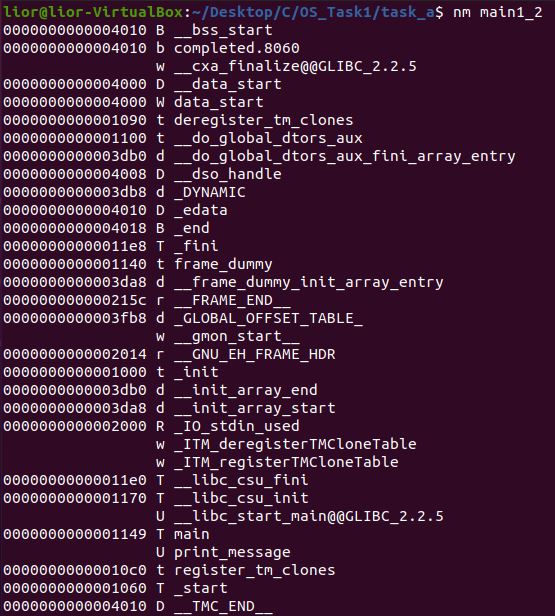 lior@lior-VirtualBox:~/Desktop/C/OS_Task1/task_a$ nm main1_2
0000000000004010 B __bss_start
0000000000004010 b completed.8060
                 w __cxa_finalize@@GLIBC_2.2.5
0000000000004000 D __data_start
0000000000004000 W data_start
0000000000001090 t deregister_tm_clones
0000000000001100 t __do_global_dtors_aux
0000000000003db0 d __do_global_dtors_aux_fini_array_entry
0000000000004008 D __dso_handle
0000000000003db8 d _DYNAMIC
0000000000004010 D _edata
0000000000004018 B _end
00000000000011e8 T _fini
0000000000001140 t frame_dummy
0000000000003da8 d __frame_dummy_init_array_entry
000000000000215c r __FRAME_END__
0000000000003fb8 d _GLOBAL_OFFSET_TABLE_
                 w __gmon_start__
0000000000002014 r __GNU_EH_FRAME_HDR
0000000000001000 t _init
0000000000003db0 d __init_array_end
0000000000003da8 d __init_array_start
0000000000002000 R _IO_stdin_used
                 w _ITM_deregisterTMCloneTable
                 w _ITM_registerTMCloneTable
00000000000011e0 T __libc_csu_fini
0000000000001170 T __libc_csu_init
                 U __libc_start_main@@GLIBC_2.2.5
0000000000001149 T main
                 U print_message
00000000000010c0 t register_tm_clones
0000000000001060 T _start
0000000000004010 D __TMC_END__